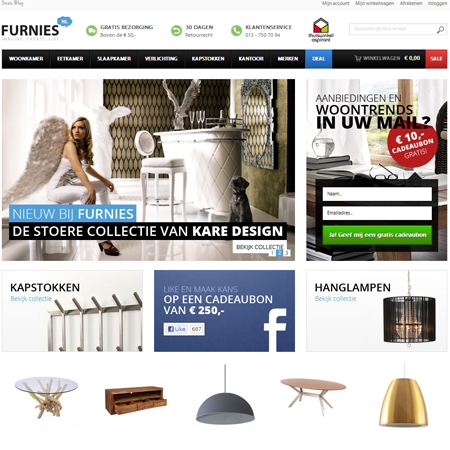 Onze Blog
Mijn account Mijn winkelwagen Afrekenen Inloggen
FURNIES NL
IMAGINE. CREATE. LIVE.
GRATIS BEZORGING
Boven de € 50,-
30 DAGEN
Retourrecht
KLANTENSERVICE
015 - 750 70 94
thuiswinkel
aspirant
WOONKAMER EETKAMER SLAAPKAMER VERLICHTING KAPSTOKKEN KANTOOR MERKEN DEAL WINKELWAGEN € 0,00 SALE
NIEUW BIJ FURNIES
DE STOERE COLLECTIE VAN KARE DESIGN
BEKIJK COLLECTIE
1 2 3
AANBIEDINGEN EN
WOONTRENDS
IN UW MAIL?
€ 10,-
CADEAUBON
GRATIS!
Naam..
Emailadres..
Ja! Geef mij een gratis cadeaubon
KAPSTOKKEN
Bekijk collectie
LIKE EN MAAK KANS
OP EEN CADEAUBON
VAN € 250,-
f Like 687
f
HANGLAMPEN
Bekijk collectie